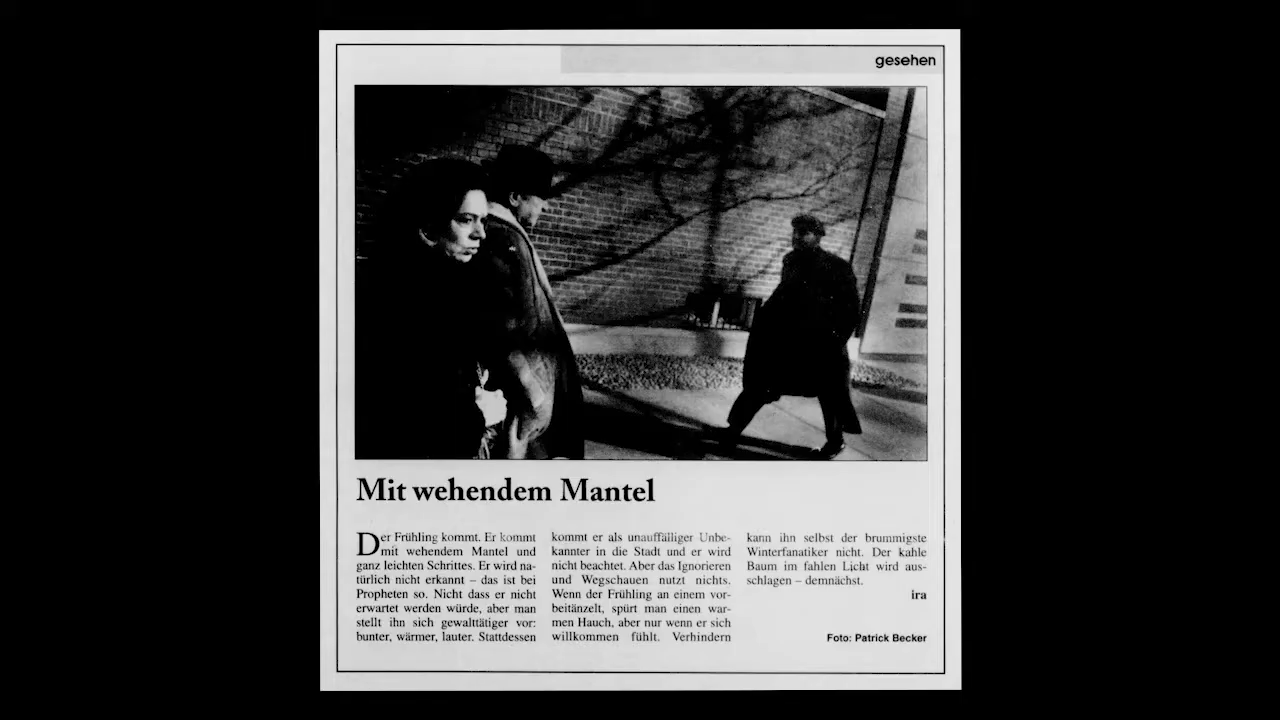 gesehen
Mit wehendem Mantel
Der Frühling kommt. Er kommt
mit wehendem Mantel und
ganz leichten Schrittes. Er wird na-
türlich nicht erkannt – das ist bei
Propheten so. Nicht dass er nicht
erwartet werden würde, aber man
stellt ihn sich gewalttätiger vor:
bunter, wärmer, lauter. Stattdessen
kommt er als unauffälliger Unbe-
kannter in die Stadt und er wird
nicht beachtet. Aber das Ignorieren
und Wegschauen nutzt nichts.
Wenn der Frühling an einem vor-
beitänzelt, spürt man einen war-
men Hauch, aber nur wenn er sich
willkommen fühlt. Verhindern
kann ihn selbst der brummigste
Winterfanatiker nicht. Der kahle
Baum im fahlen Licht wird aus-
schlagen – demnächst.
ira
Foto: Patrick Becker